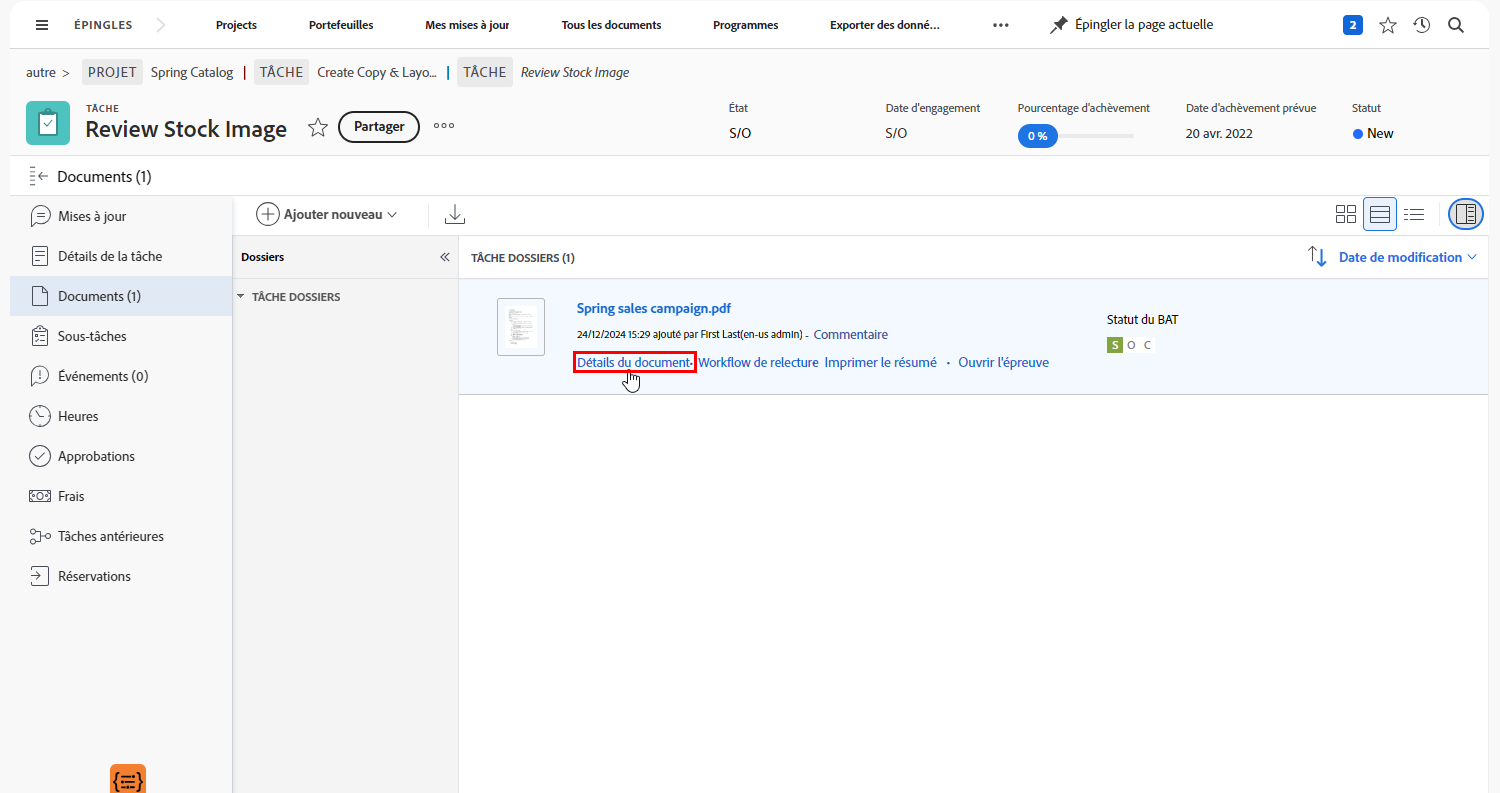 ÉPINGLES Projects Portefeuilles Mes mises à jour Tous les documents Programmes Exporter des donné... Épingler la page actuelle 2
autre > PROJET Spring Catalog | TÂCHE Create Copy & Layo... | TÂCHE Review Stock Image
TÂCHE
Review Stock Image
Partager
État
S/O
Date d'engagement
S/O
Pourcentage d'achèvement
0 %
Date d'achèvement prévue
20 avr. 2022
Statut
New
Documents (1)
Mises à jour
Détails de la tâche
Documents (1)
Sous-tâches
Événements (0)
Heures
Approbations
Frais
Tâches antérieures
Réservations
Ajouter nouveau
Dossiers
TÂCHE DOSSIERS
TÂCHE DOSSIERS (1)
Date de modification
Spring sales campaign.pdf
24/12/2024 15:29 ajouté par First Last(en-us admin) - Commentaire
Détails du document• Workflow de relecture Imprimer le résumé • Ouvrir l'épreuve
Statut du BAT
S O C